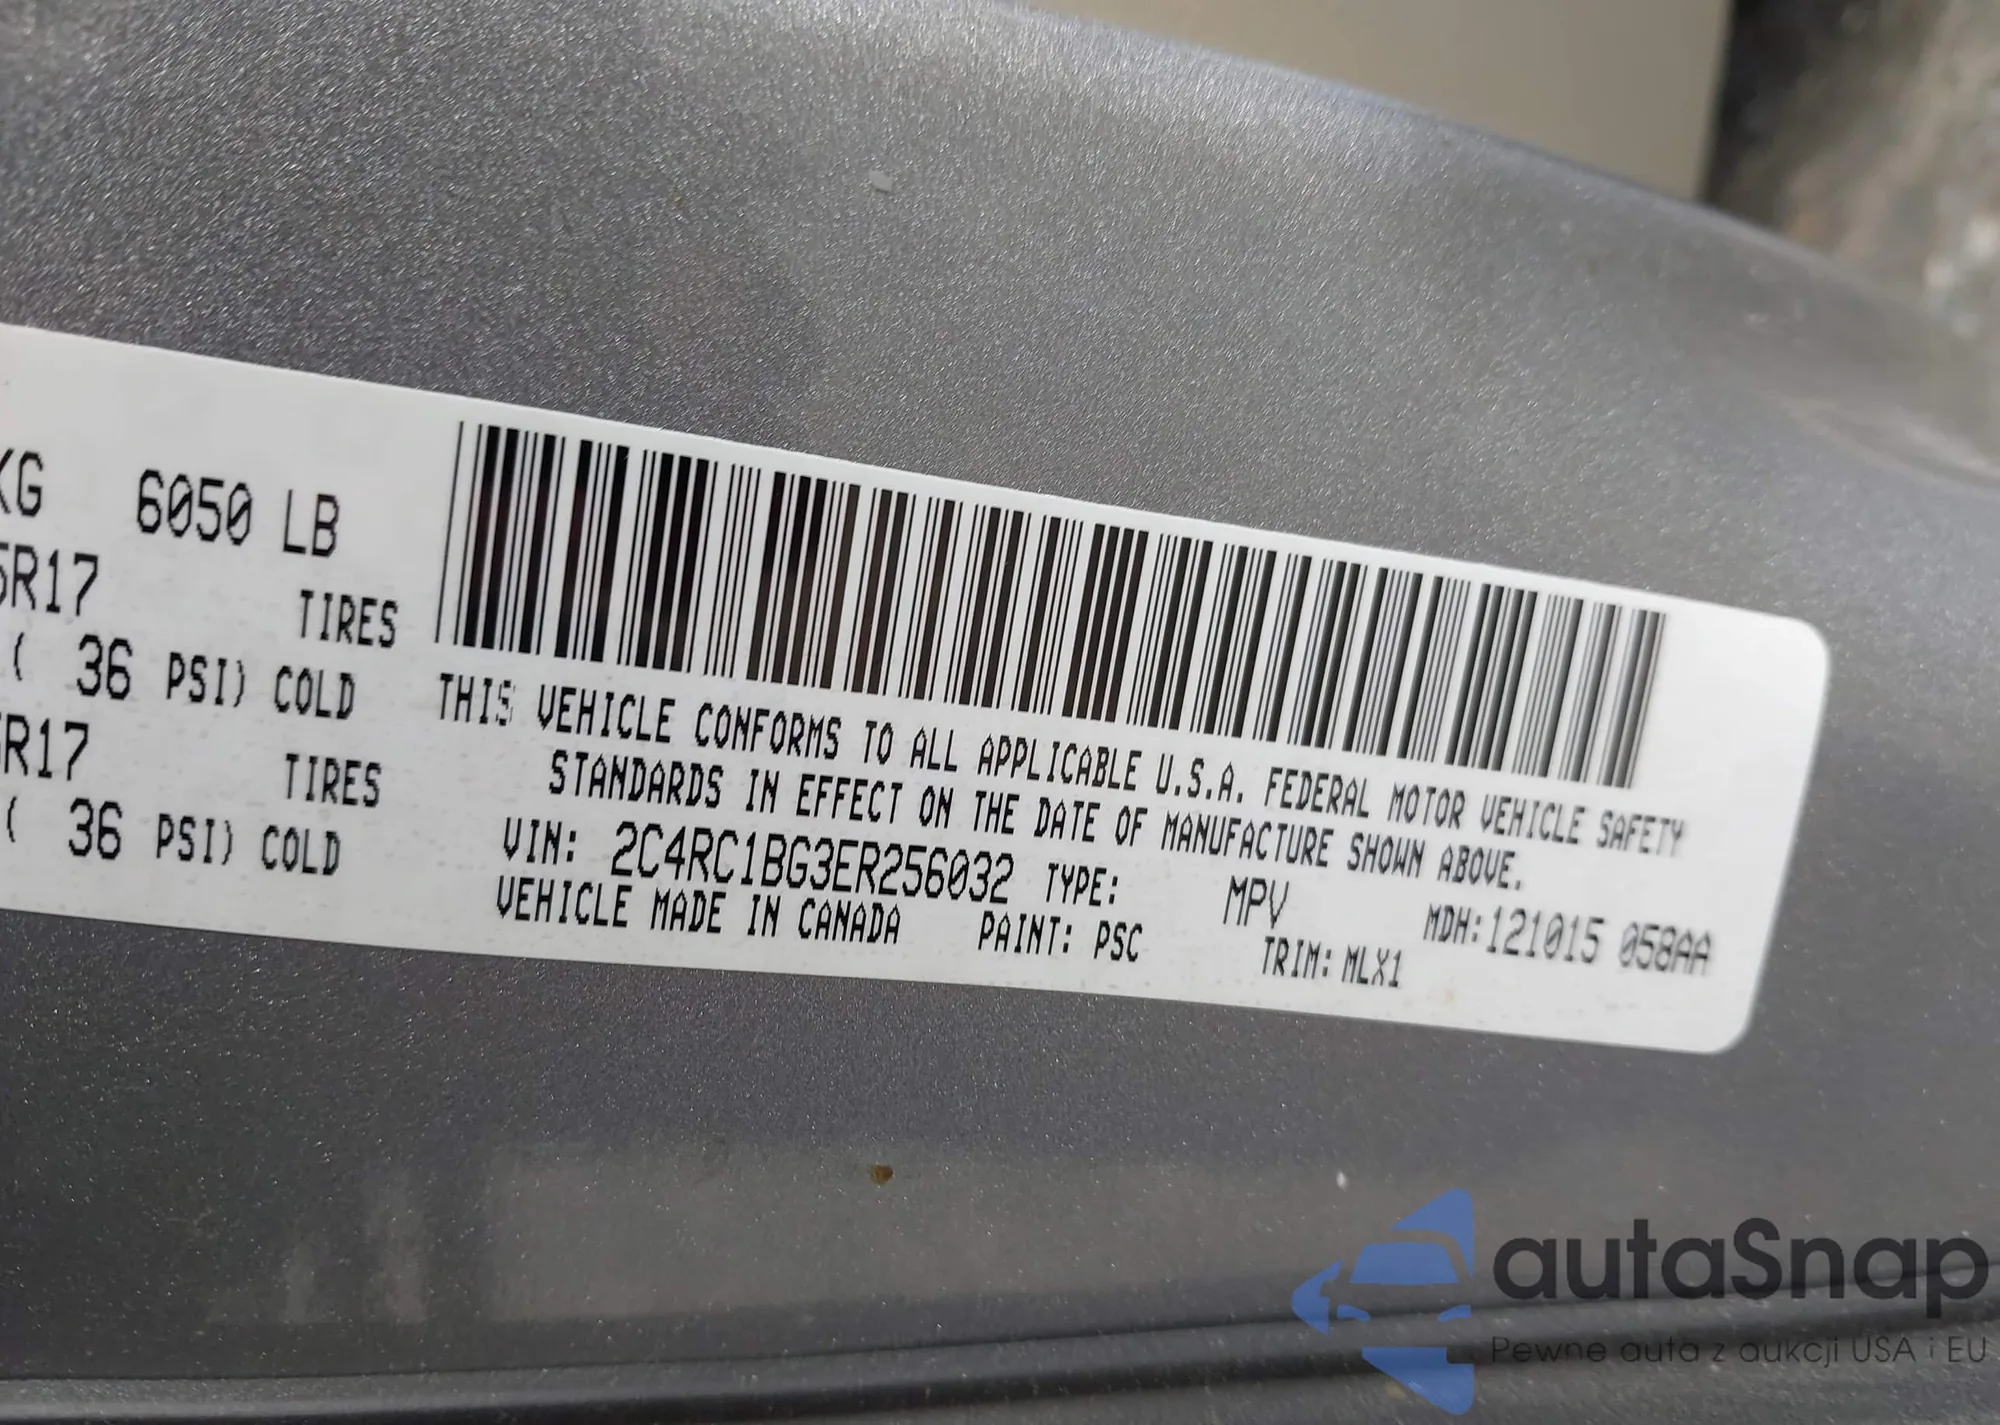 KG 6050 LB
5R17 TIRES
( 36 PSI) COLD
5R17 TIRES
( 36 PSI) COLD
THIS VEHICLE CONFORMS TO ALL APPLICABLE U.S.A. FEDERAL MOTOR VEHICLE SAFETY
STANDARDS IN EFFECT ON THE DATE OF MANUFACTURE SHOWN ABOVE.
VIN: 2C4RC1BG3ER256032 TYPE: MPV MDH:121015 058AA
VEHICLE MADE IN CANADA PAINT: PSC TRIM: MLX1
autaSnap
Pewne auta z aukcji USA i EU